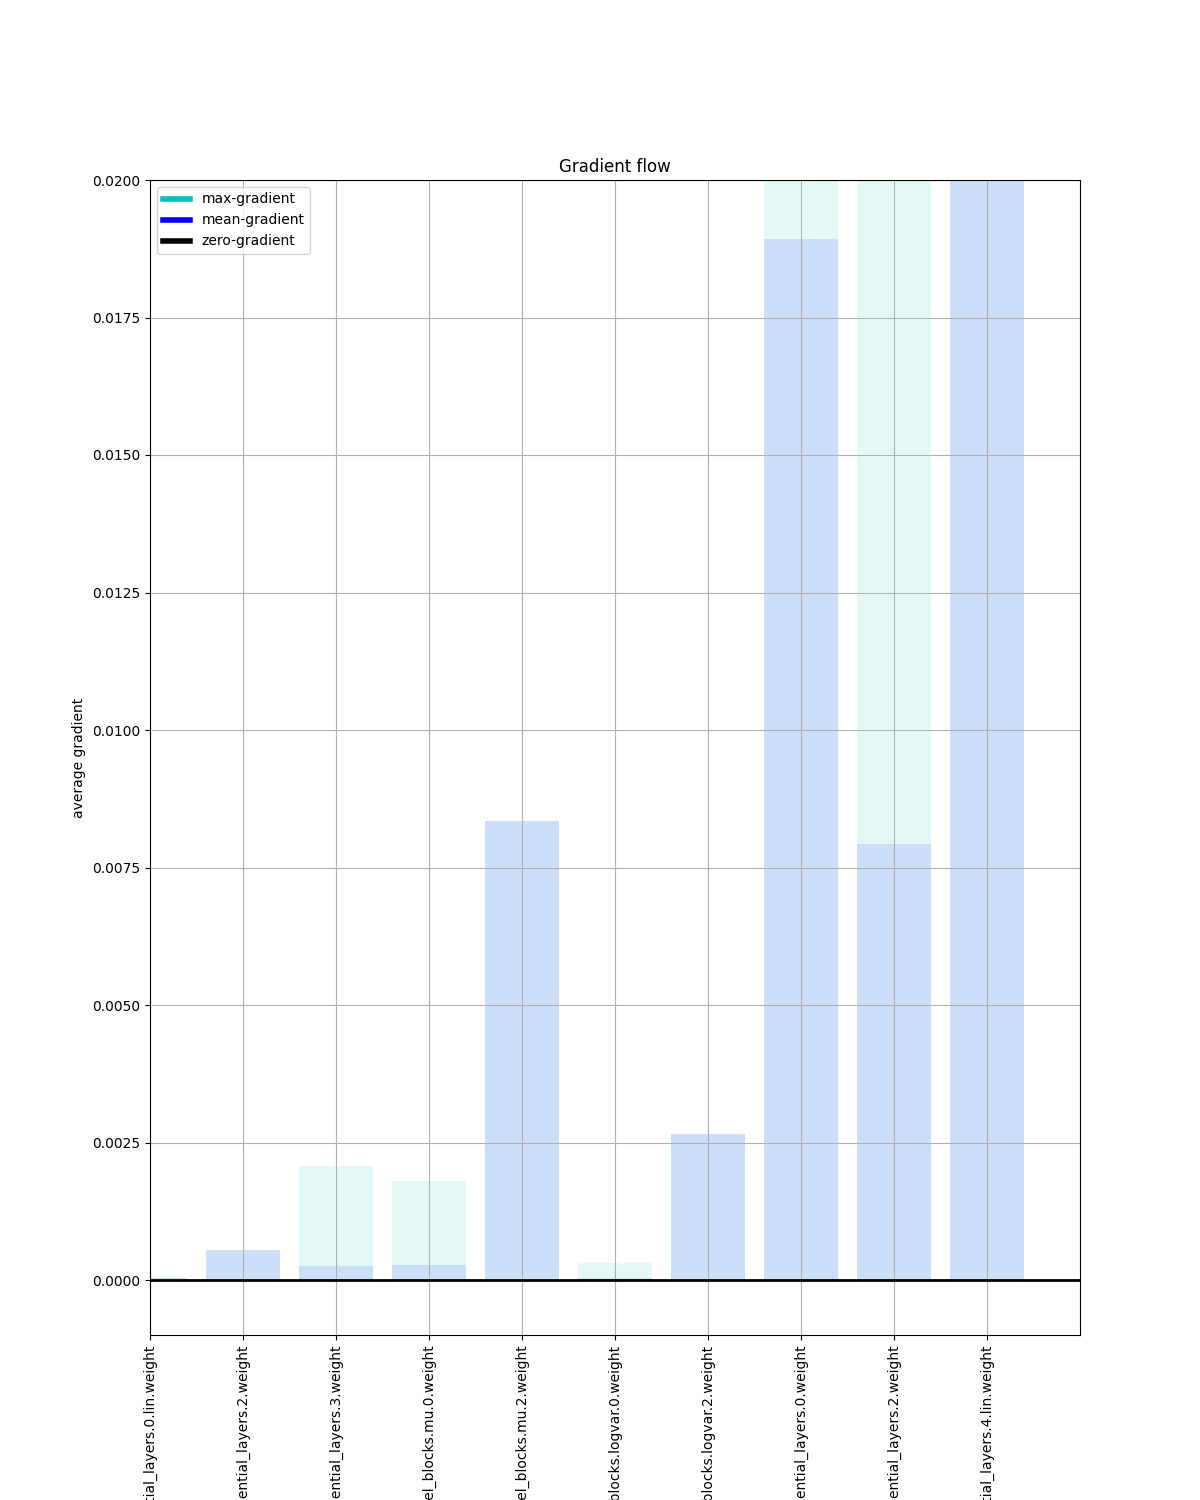 Gradient flow
max-gradient
mean-gradient
zero-gradient
0.0200
0.0175
0.0150
0.0125
0.0100
0.0075
0.0050
0.0025
0.0000
average gradient
tial_layers.0.lin.weight
ential_layers.2.weight
ential_layers.3.weight
el_blocks.mu.0.weight
el_blocks.mu.2.weight
blocks.logvar.0.weight
blocks.logvar.2.weight
ential_layers.0.weight
ential_layers.2.weight
tial_layers.4.lin.weight